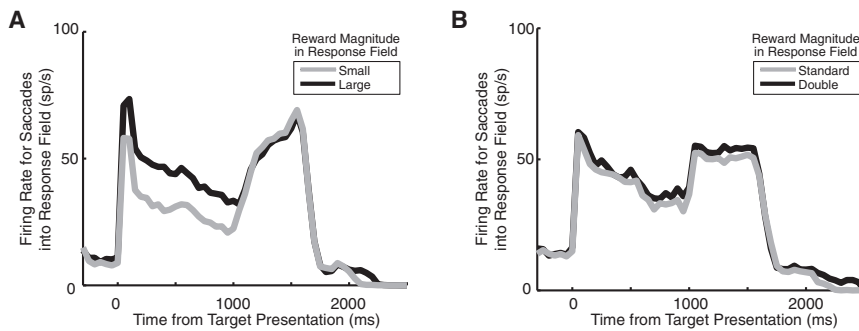 A
Reward Magnitude
in Response Field
Small
Large
Firing Rate for Saccades
into Response Field (sp/s)
100
50
0
0 1000 2000
Time from Target Presentation (ms)
B
Reward Magnitude
in Response Field
Standard
Double
Firing Rate for Saccades
into Response Field (sp/s)
100
50
0
0 1000 2000
Time from Target Presentation (ms)